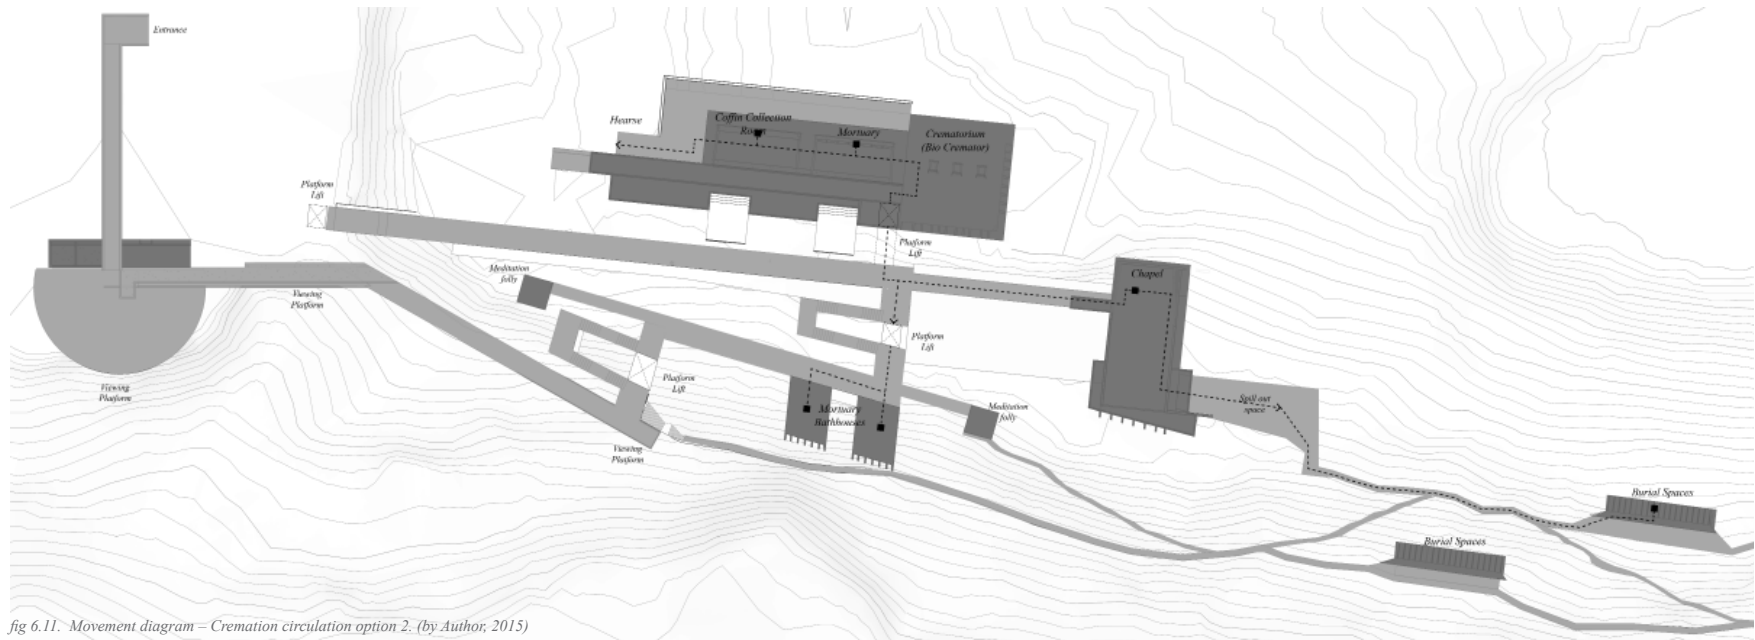 Entrance
Hearse
Coffin Collection
Room
Mortuary
Crematorium
(Bio Cremator)
Platform
Lift
Platform
Lift
Meditation
folly
Chapel
Viewing
Platform
Platform
Lift
Platform
Lift
Viewing
Platform
Spill out
space
Mortuary
Bathhouses
Meditation
folly
Viewing
Platform
Burial Spaces
Burial Spaces
fig 6.11. Movement diagram – Cremation circulation option 2. (by Author, 2015)